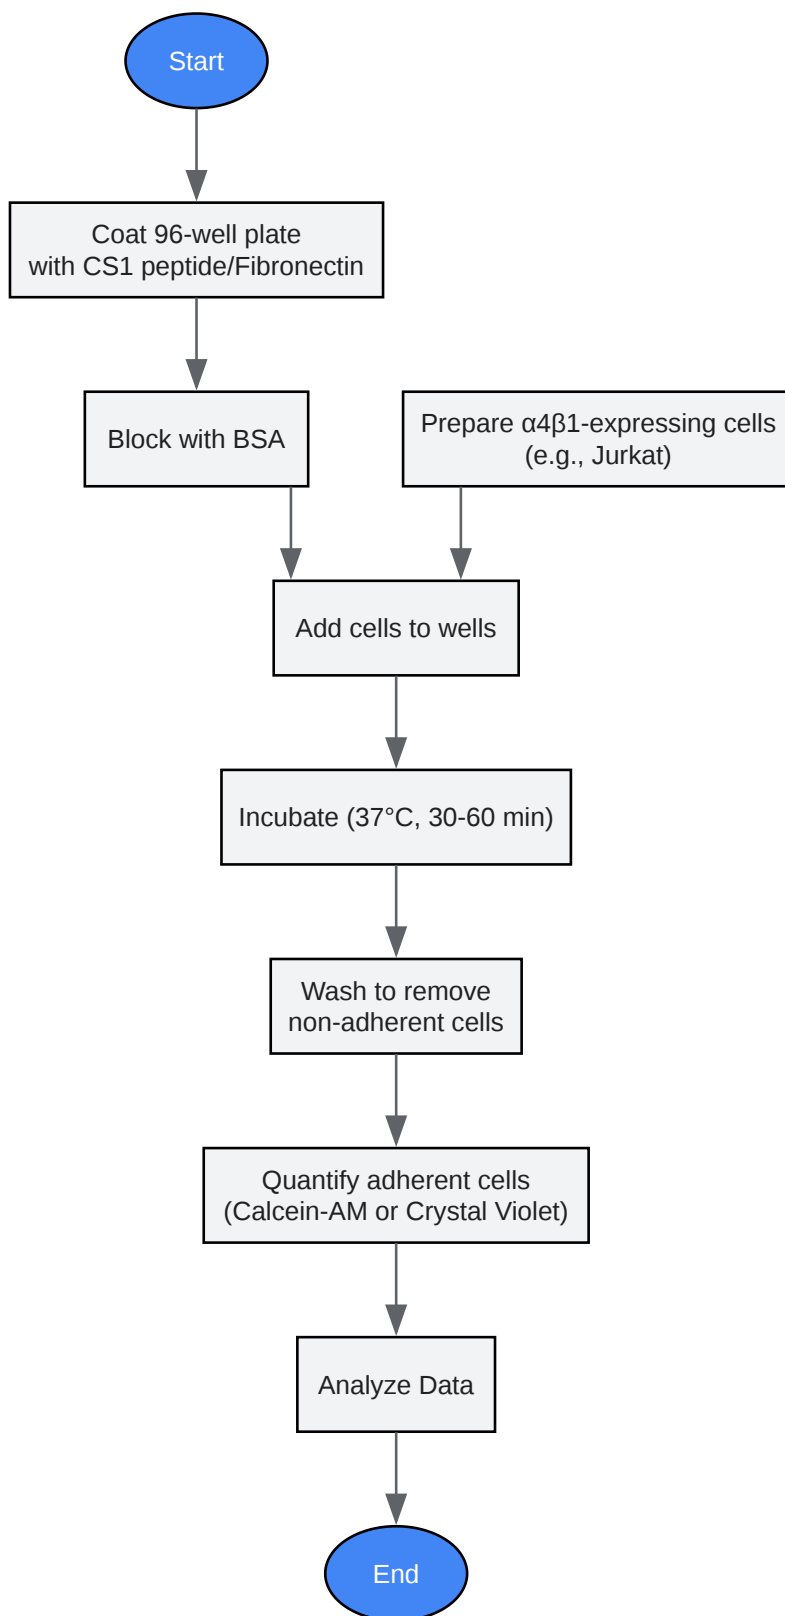 Start
Coat 96-well plate
with CS1 peptide/Fibronectin
Block with BSA
Prepare α4β1-expressing cells
(e.g., Jurkat)
Add cells to wells
Incubate (37°C, 30-60 min)
Wash to remove
non-adherent cells
Quantify adherent cells
(Calcein-AM or Crystal Violet)
Analyze Data
End